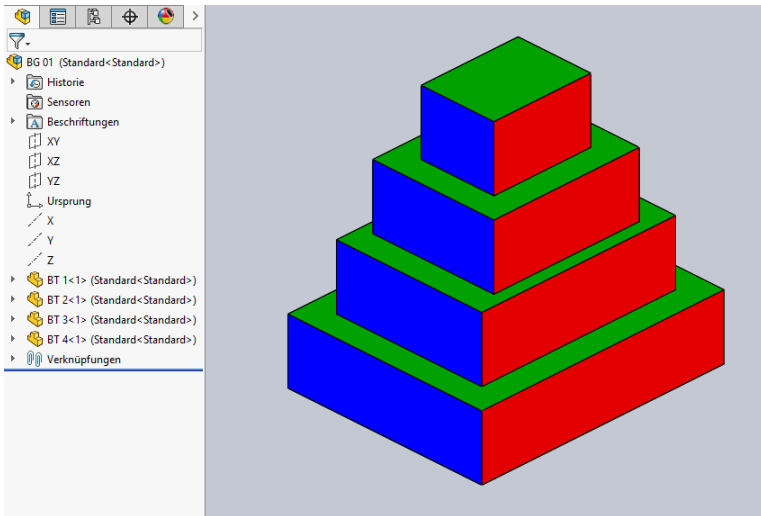 BG 01 (Standard<Standard>)
Historie
Sensoren
Beschriftungen
XY
XZ
YZ
Ursprung
X
Y
Z
BT 1<1> (Standard<Standard>)
BT 2<1> (Standard<Standard>)
BT 3<1> (Standard<Standard>)
BT 4<1> (Standard<Standard>)
Verknüpfungen